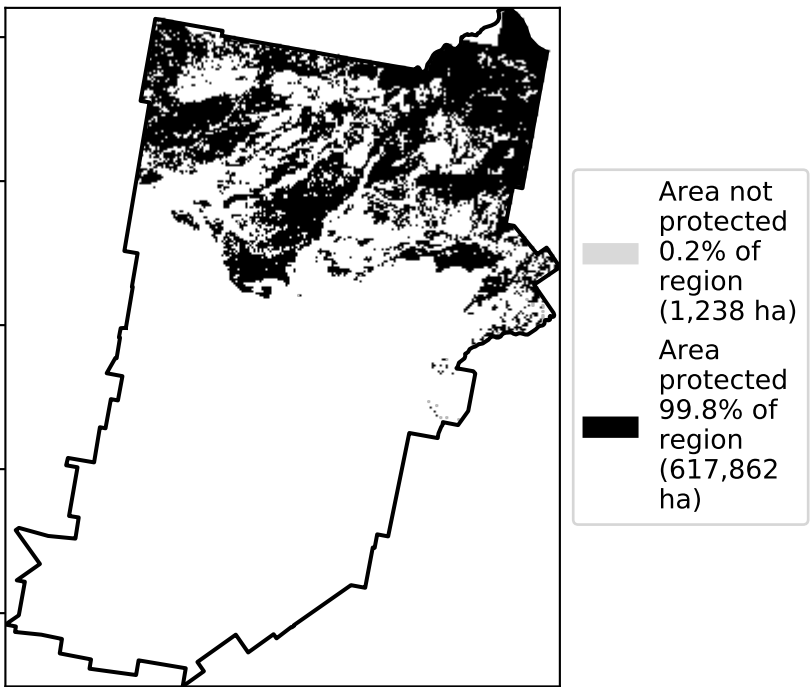 Area not
protected
0.2% of
region
(1,238 ha)
Area
protected
99.8% of
region
(617,862
ha)